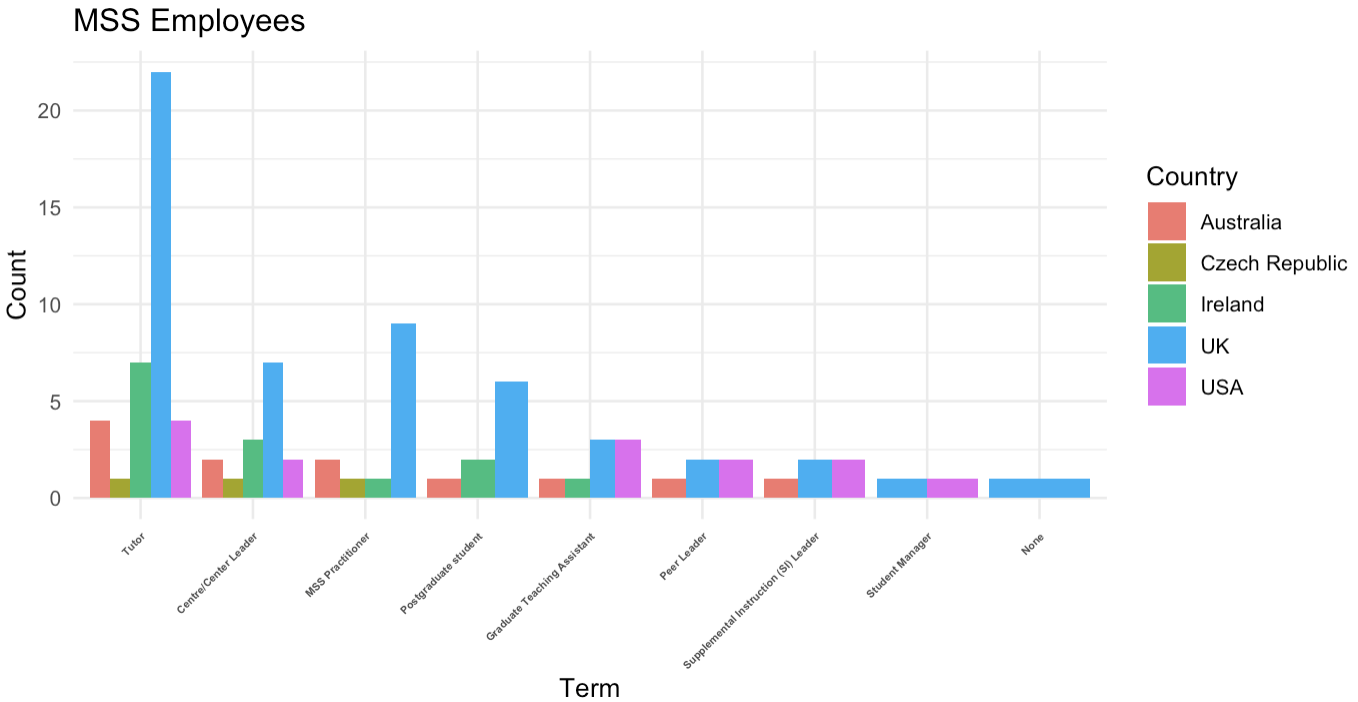 MSS Employees
Count
20
15
10
5
0
Tutor
Centre/Center Leader
MSS Practitioner
Postgraduate student
Graduate Teaching Assistant
Peer Leader
Supplemental Instruction (SI) Leader
Student Manager
None
Term
Country
Australia
Czech Republic
Ireland
UK
USA